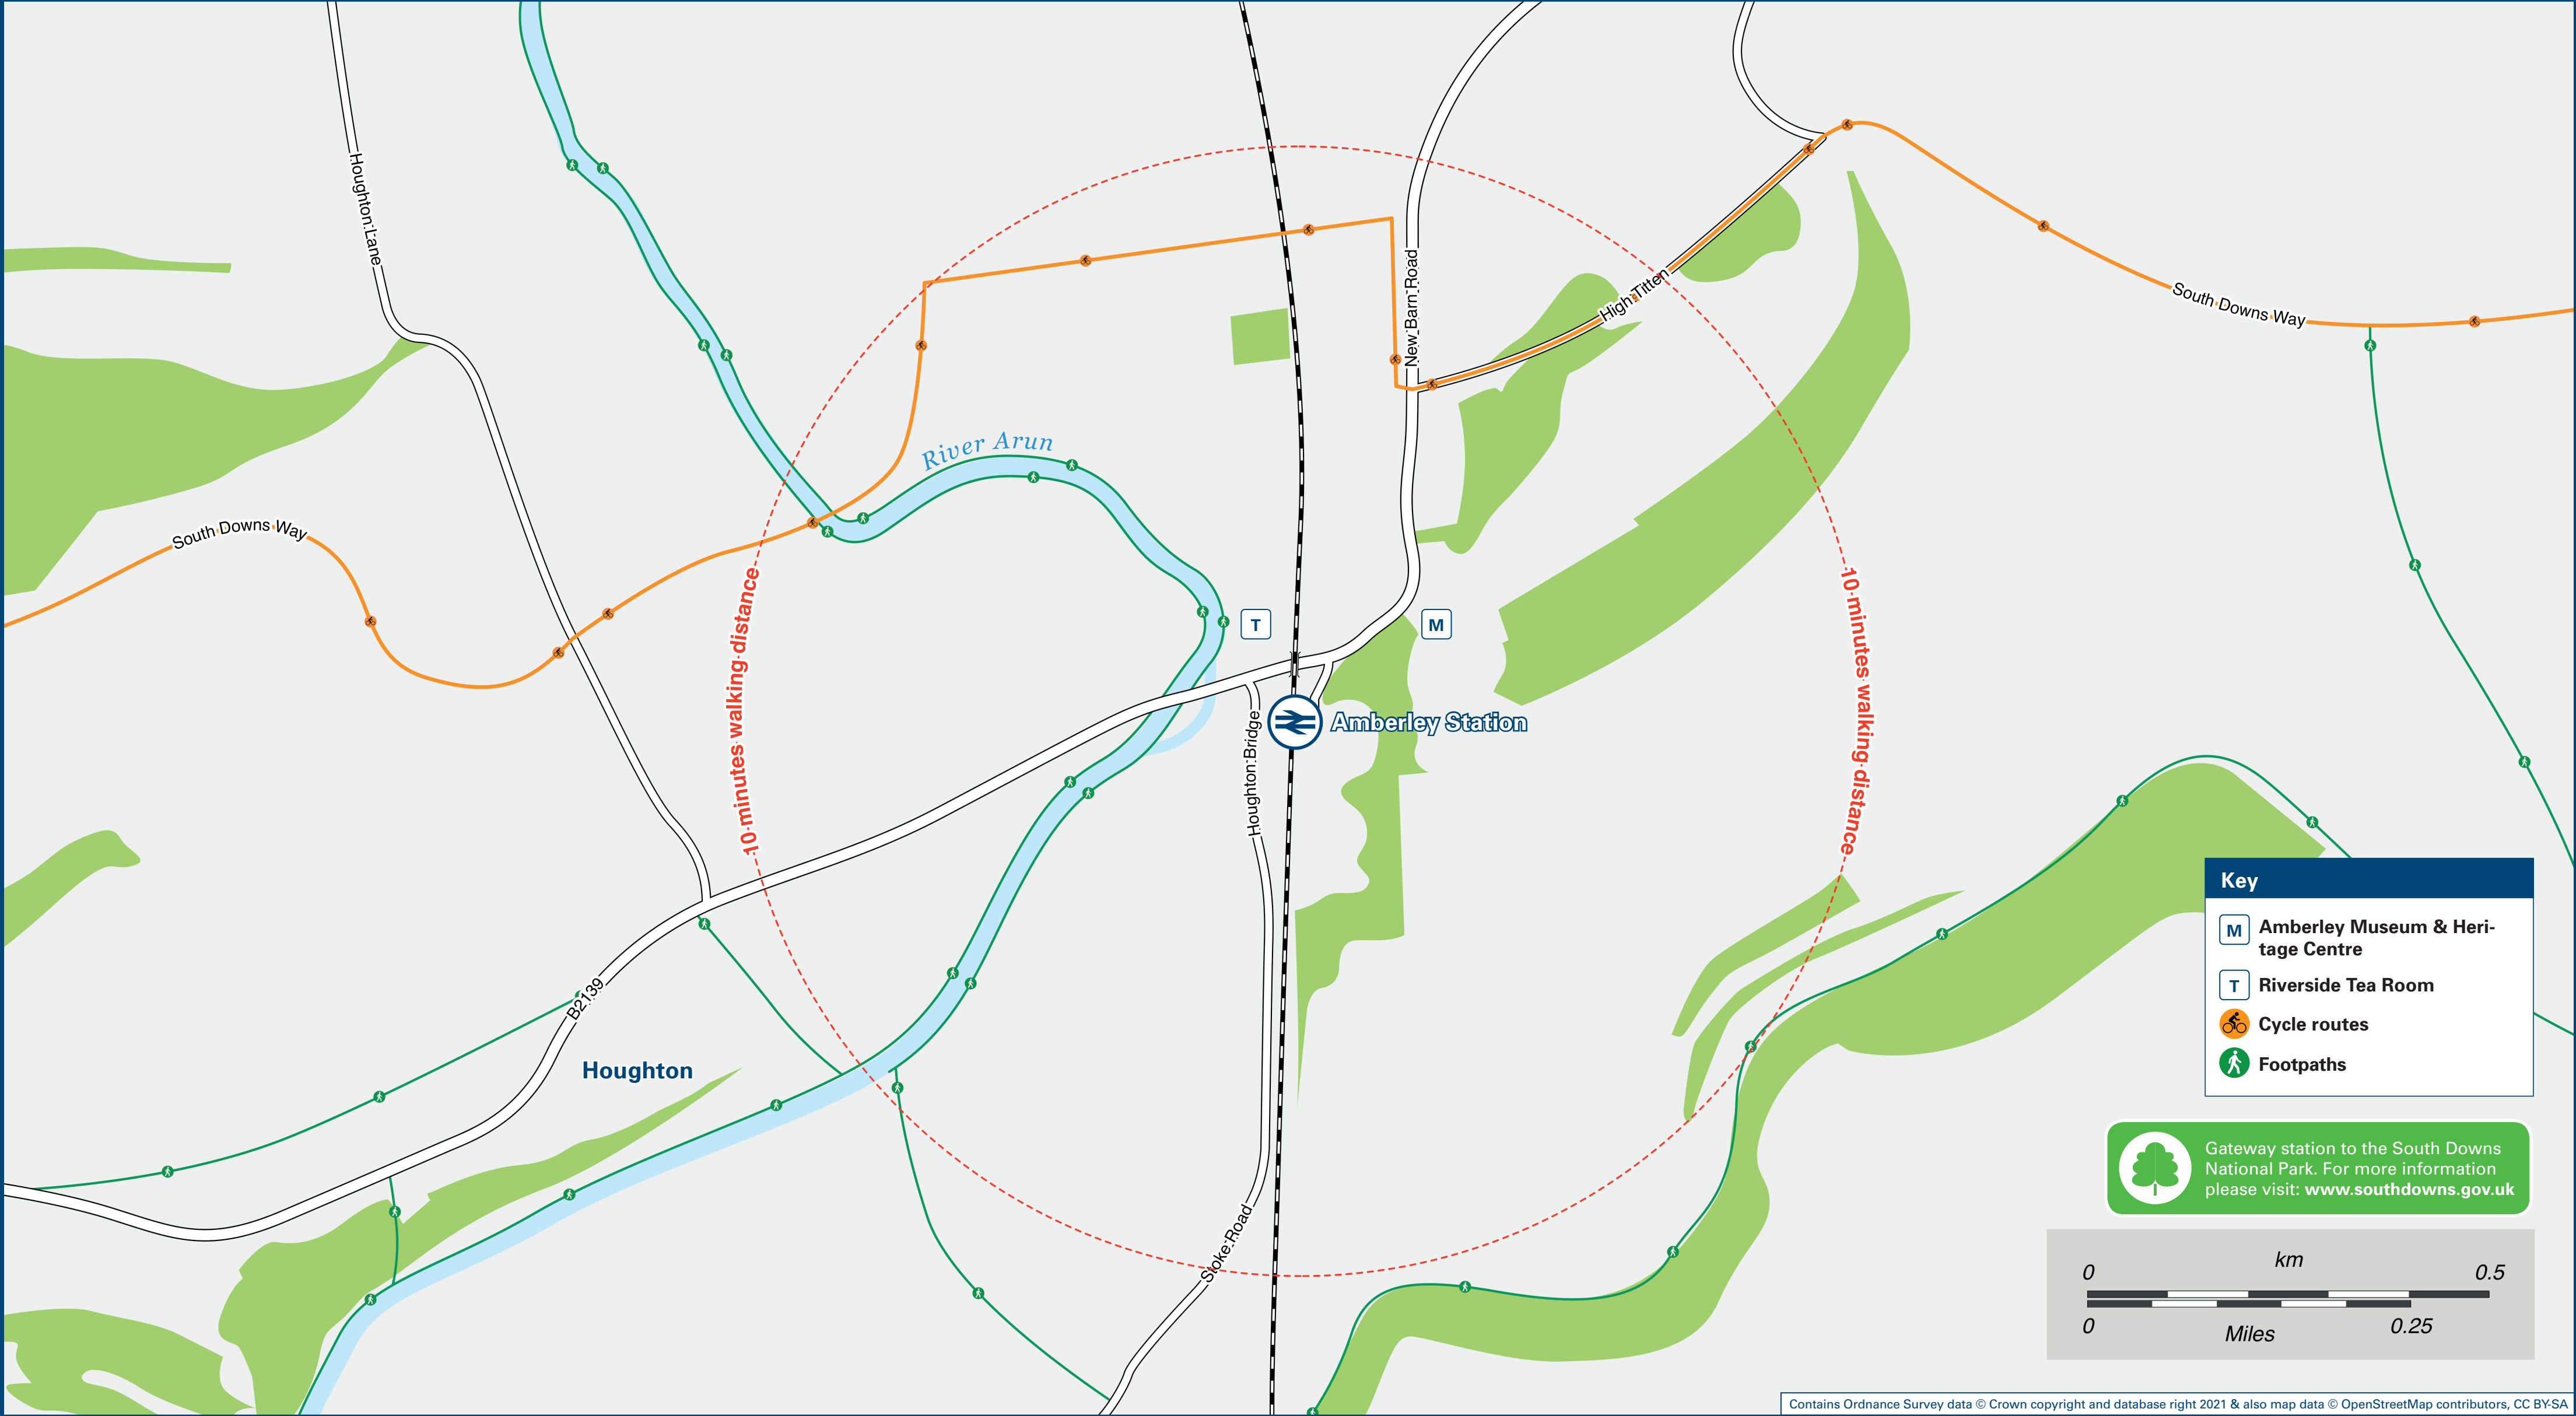 Houghton Lane
New Barn Road
High Titten
South Downs Way
River Arun
South Downs Way
10 minutes walking distance
10 minutes walking distance
T
M
Amberley Station
Houghton Bridge
B2139
Houghton
Stoke Road
Key
M
Amberley Museum & Heri-
tage Centre
T
Riverside Tea Room
Cycle routes
Footpaths
Gateway station to the South Downs
National Park. For more information
please visit: www.southdowns.gov.uk
km
0 0.5
0 0.25
Miles
Contains Ordnance Survey data © Crown copyright and database right 2021 & also map data © OpenStreetMap contributors, CC BY-SA